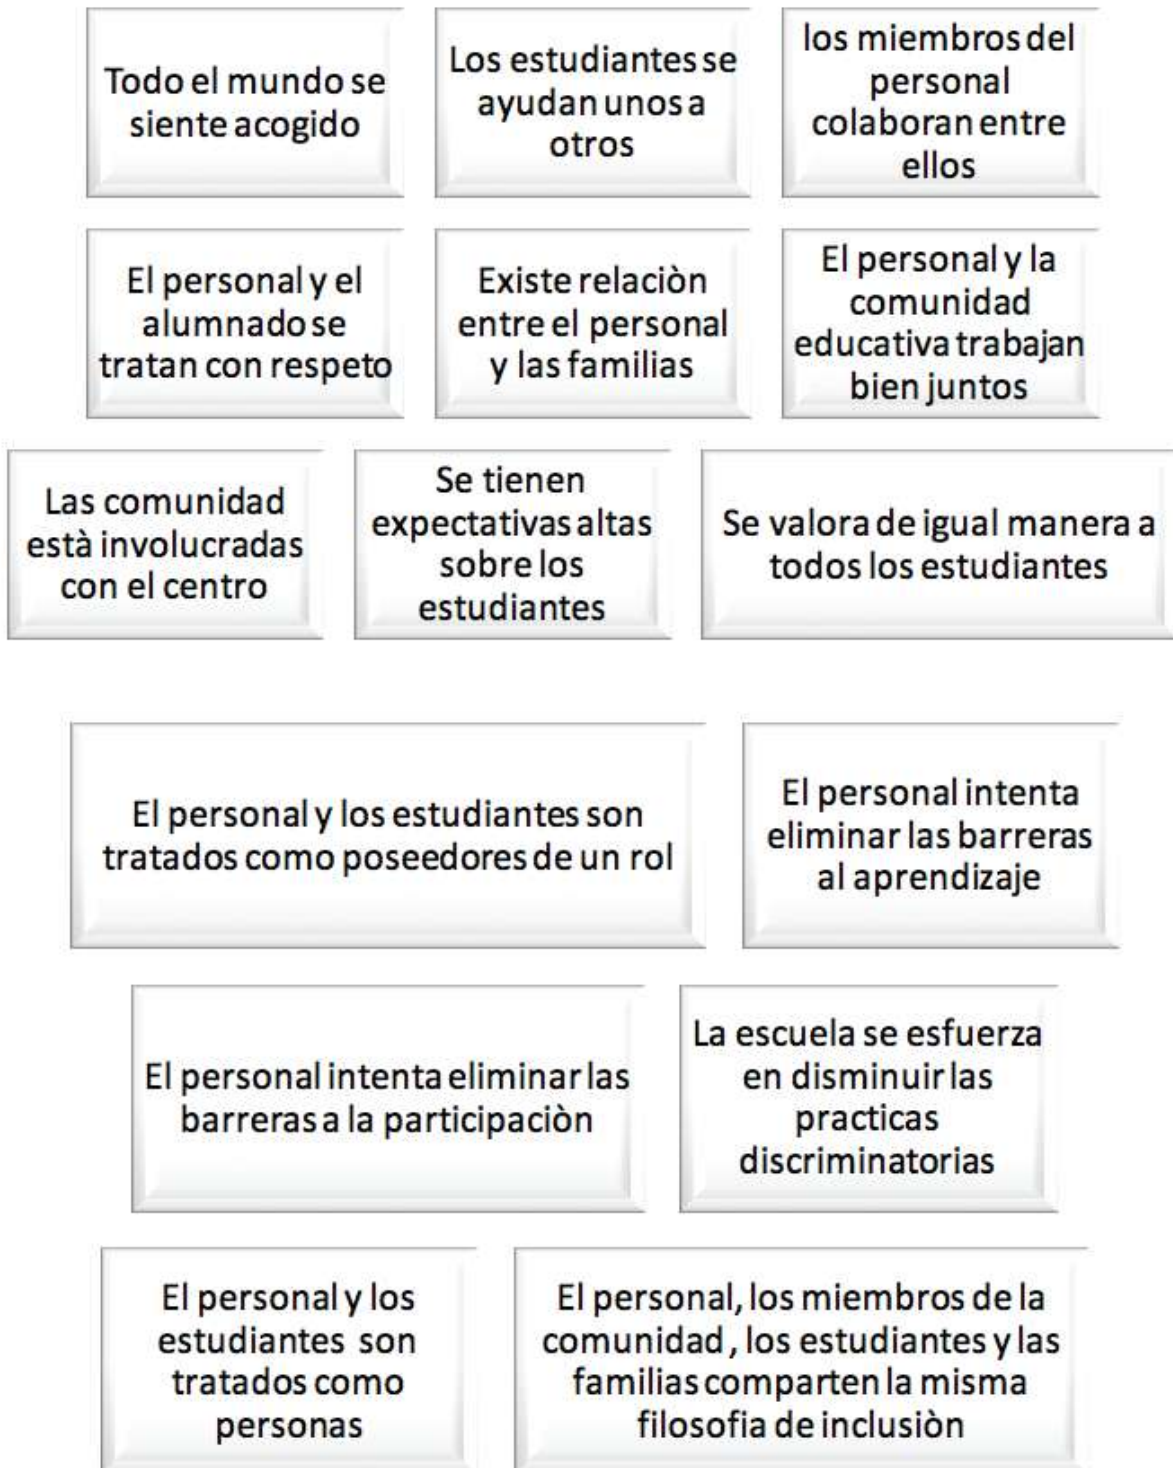 Todo el mundo se
siente acogido
Los estudiantes se
ayudan unos a
otros
los miembros del
personal
colaboran entre
ellos
El personal y el
alumnado se
tratan con respeto
Existe relaciòn
entre el personal
y las familias
El personal y la
comunidad
educativa trabajan
bien juntos
Las comunidad
està involucradas
con el centro
Se tienen
expectativas altas
sobre los
estudiantes
Se valora de igual manera a
todos los estudiantes
El personal y los estudiantes son
tratados como poseedores de un rol
El personal intenta
eliminar las barreras
al aprendizaje
El personal intenta eliminar las
barreras a la participaciòn
La escuela se esfuerza
en disminuir las
practicas
discriminatorias
El personal y los
estudiantes son
tratados como
personas
El personal, los miembros de la
comunidad, los estudiantes y las
familias comparten la misma
filosofia de inclusiòn